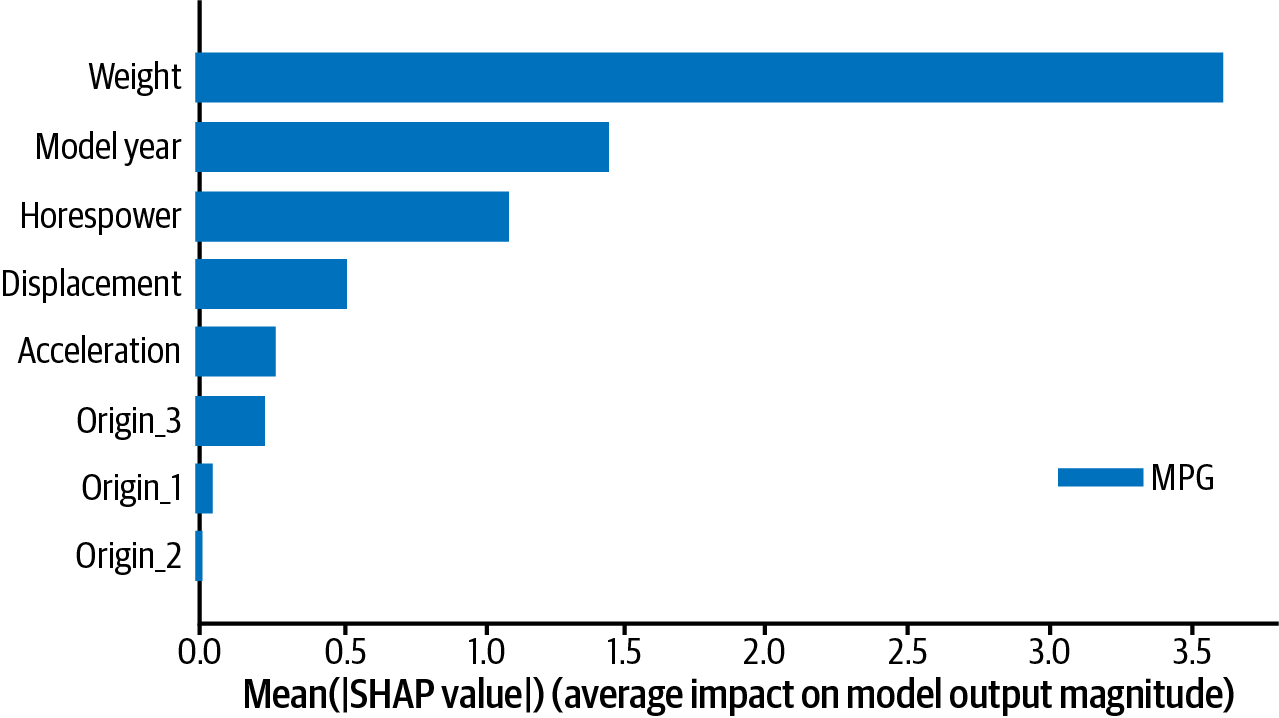 Weight
Model year
Horespower
Displacement
Acceleration
Origin_3
Origin_1
Origin_2
MPG
0.0 0.5 1.0 1.5 2.0 2.5 3.0 3.5
Mean(|SHAP value|) (average impact on model output magnitude)